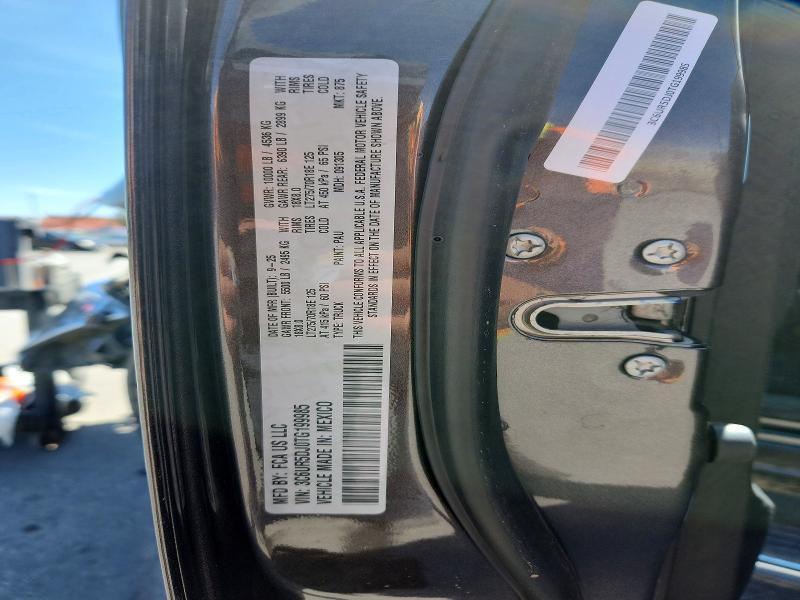 MFD BY: FCA US LLC
VIN: 3C6UR5DJ0TG199985
VEHICLE MADE IN: MEXICO
DATE OF MFR (BUILT): 9-25 GVWR: 10000 LB / 4536 KG
GAWR FRONT: 5500 LB / 2495 KG WITH GAWR REAR: 6390 LB / 2899 KG WITH
18X8.0 RIMS 18X8.0 RIMS
LT275/70R18E 125 TIRES LT275/70R18E 125 TIRES
AT 415 kPa / 60 PSI COLD AT 450 kPa / 65 PSI COLD
TYPE: TRUCK PAINT: PAU MDH: 091305 MKT: 875
THIS VEHICLE CONFORMS TO ALL APPLICABLE U.S.A. FEDERAL MOTOR VEHICLE SAFETY
STANDARDS IN EFFECT ON THE DATE OF MANUFACTURE SHOWN ABOVE.
3C6UR5DJ0TG199985